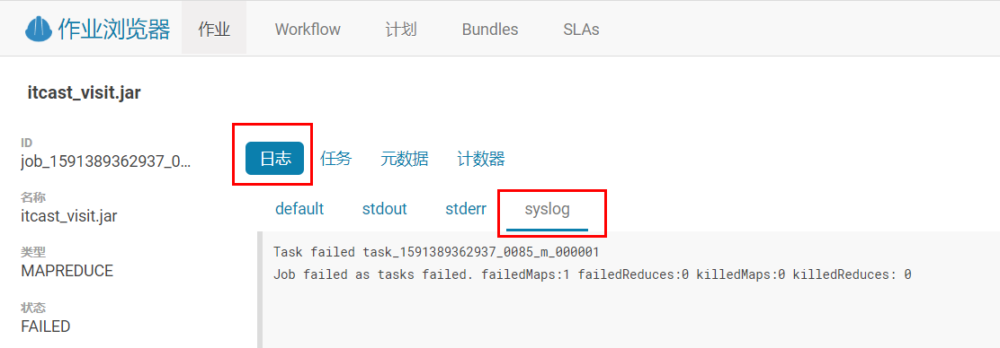 作业浏览器 作业 Workflow 计划 Bundles SLAs
itcast_visit.jar
ID
job_1591389362937_0...
名称
itcast_visit.jar
类型
MAPREDUCE
状态
FAILED
日志 任务 元数据 计数器
default stdout stderr syslog
Task failed task_1591389362937_0085_m_000001
Job failed as tasks failed. failedMaps:1 failedReduces:0 killedMaps:0 killedReduces: 0